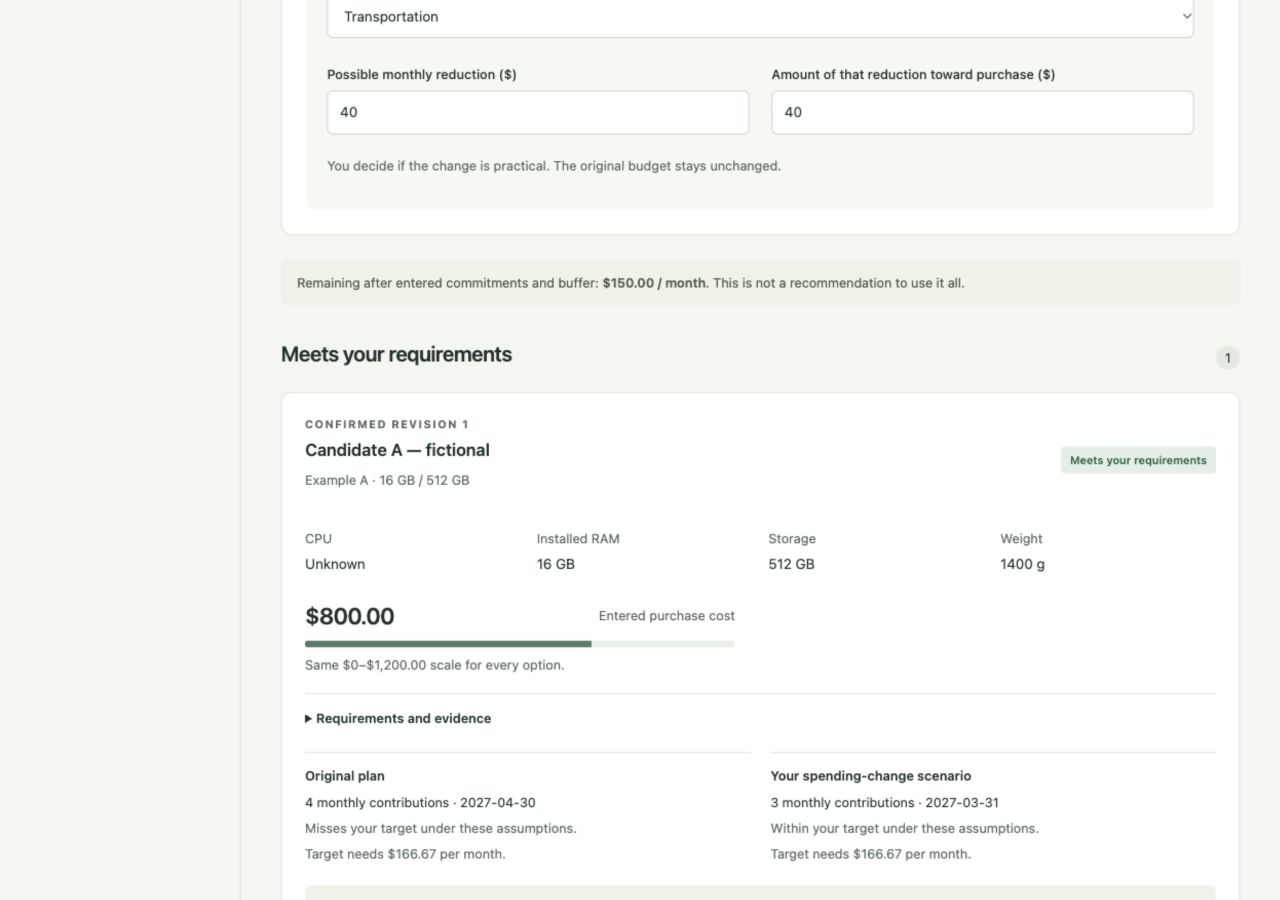 Transportation
Possible monthly reduction ($)
Amount of that reduction toward purchase ($)
40
40
You decide if the change is practical. The original budget stays unchanged.
Remaining after entered commitments and buffer: $150.00 / month. This is not a recommendation to use it all.
Meets your requirements
1
CONFIRMED REVISION 1
Candidate A — fictional
Meets your requirements
Example A · 16 GB / 512 GB
CPU
Installed RAM
Storage
Weight
Unknown
16 GB
512 GB
1400 g
$800.00
Entered purchase cost
Same $0–$1,200.00 scale for every option.
Requirements and evidence
Original plan
4 monthly contributions · 2027-04-30
Misses your target under these assumptions.
Target needs $166.67 per month.
Your spending-change scenario
3 monthly contributions · 2027-03-31
Within your target under these assumptions.
Target needs $166.67 per month.